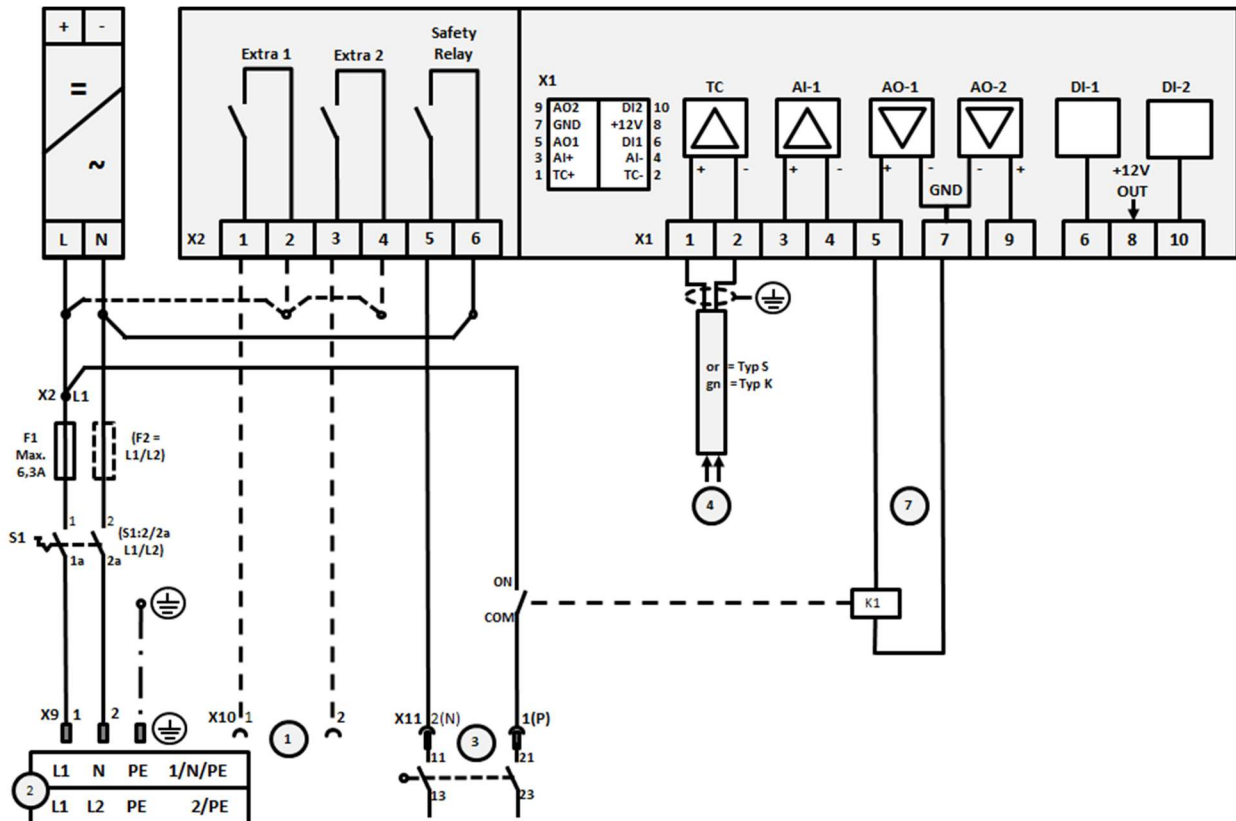 + -
=
~
L N
Extra 1
Extra 2
Safety
Relay
X2 1 2 3 4 5 6
X1
9 AO2 DI2 10
7 GND +12V 8
5 AO1 DI1 6
3 AI+ AI- 4
1 TC+ TC- 2
TC
AI-1
AO-1
AO-2
DI-1
DI-2
+ - + - + - - +
GND
+12V
OUT
X1 1 2 3 4 5 7 9 6 8 10
or = Typ S
gn = Typ K
4
7
X2 L1
F1
Max.
6,3A
(F2 =
L1/L2)
S1
1 2
1a 2a
(S1:2/2a
L1/L2)
ON
COM
K1
X9 1 2
X10 1 2
1
X11 2(N) 1(P)
3
11 21
13 23
2
L1 N PE 1/N/PE
L1 L2 PE 2/PE